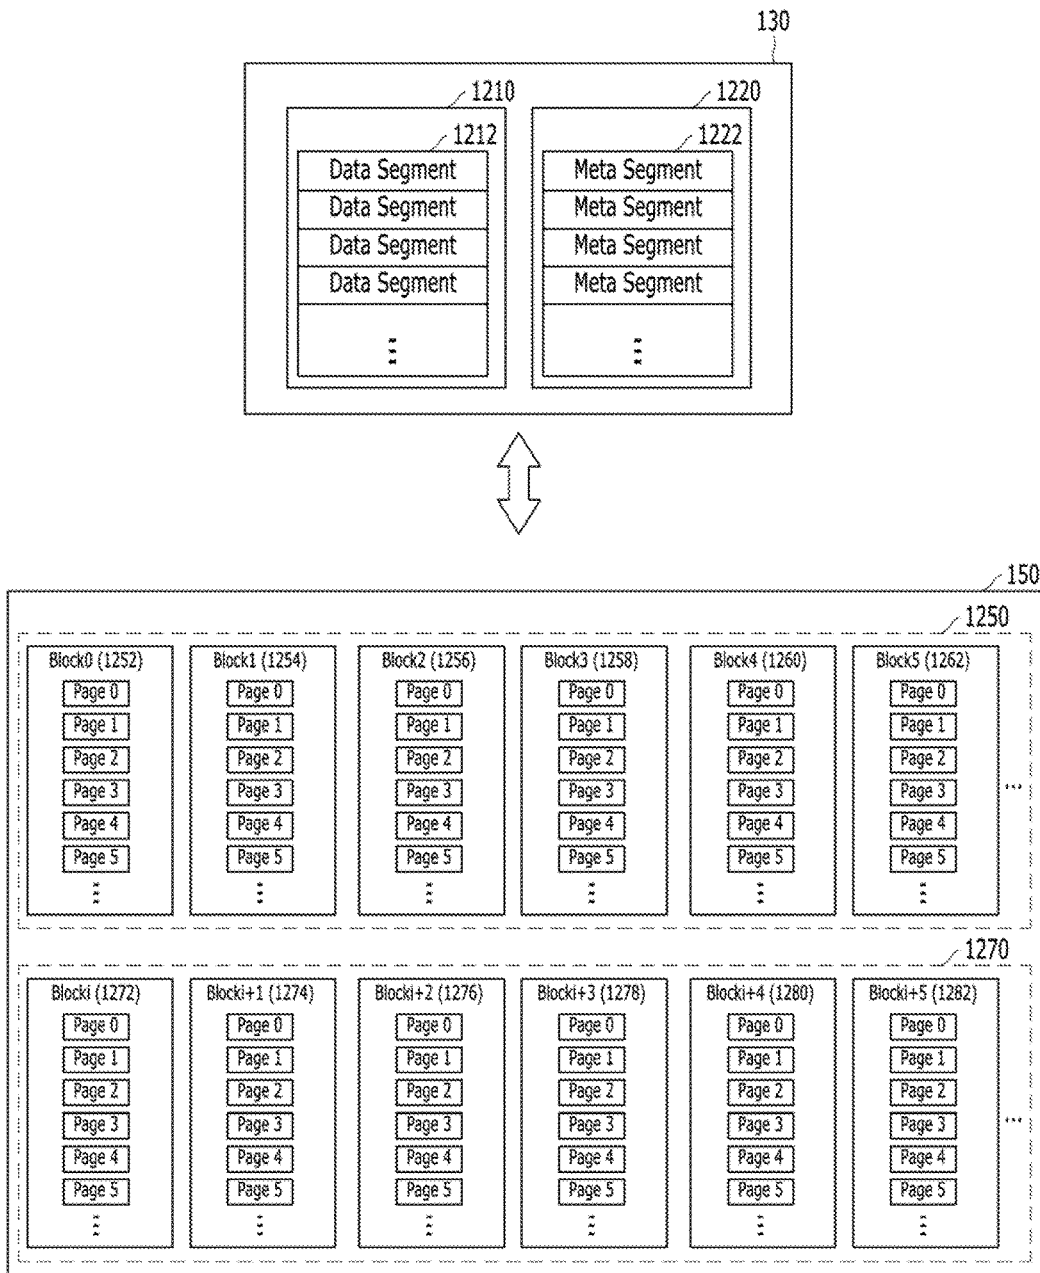 130
1210
1220
1212
1222
Data Segment
Data Segment
Data Segment
Data Segment
Meta Segment
Meta Segment
Meta Segment
Meta Segment
150
1250
Block0 (1252)
Page 0
Page 1
Page 2
Page 3
Page 4
Page 5
Block1 (1254)
Page 0
Page 1
Page 2
Page 3
Page 4
Page 5
Block2 (1256)
Page 0
Page 1
Page 2
Page 3
Page 4
Page 5
Block3 (1258)
Page 0
Page 1
Page 2
Page 3
Page 4
Page 5
Block4 (1260)
Page 0
Page 1
Page 2
Page 3
Page 4
Page 5
Block5 (1262)
Page 0
Page 1
Page 2
Page 3
Page 4
Page 5
...
1270
Blocki (1272)
Page 0
Page 1
Page 2
Page 3
Page 4
Page 5
Blocki+1 (1274)
Page 0
Page 1
Page 2
Page 3
Page 4
Page 5
Blocki+2 (1276)
Page 0
Page 1
Page 2
Page 3
Page 4
Page 5
Blocki+3 (1278)
Page 0
Page 1
Page 2
Page 3
Page 4
Page 5
Blocki+4 (1280)
Page 0
Page 1
Page 2
Page 3
Page 4
Page 5
Blocki+5 (1282)
Page 0
Page 1
Page 2
Page 3
Page 4
Page 5
...